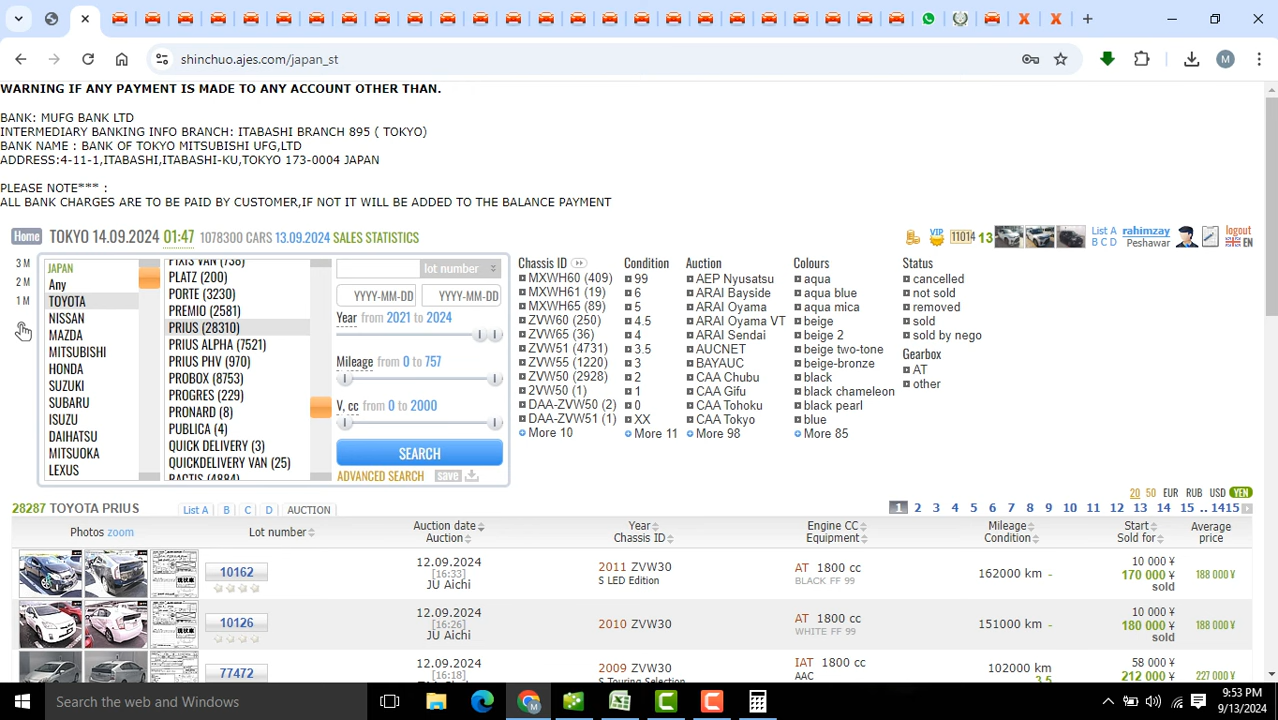 shinchuo.ajes.com/japan_st
M
WARNING IF ANY PAYMENT IS MADE TO ANY ACCOUNT OTHER THAN.
BANK: MUFG BANK LTD
INTERMEDIARY BANKING INFO BRANCH: ITABASHI BRANCH 895 ( TOKYO)
BANK NAME : BANK OF TOKYO MITSUBISHI UFG,LTD
ADDRESS:4-11-1,ITABASHI,ITABASHI-KU,TOKYO 173-0004 JAPAN
PLEASE NOTE*** :
ALL BANK CHARGES ARE TO BE PAID BY CUSTOMER,IF NOT IT WILL BE ADDED TO THE BALANCE PAYMENT
Home TOKYO 14.09.2024 01:47 1078300 CARS 13.09.2024 SALES STATISTICS
VIP 11014 13 List A B C D rahimzay Peshawar logout EN
3 M
2 M
1 M
JAPAN
Any
TOYOTA
NISSAN
MAZDA
MITSUBISHI
HONDA
SUZUKI
SUBARU
ISUZU
DAIHATSU
MITSUOKA
LEXUS
PIXIS VAN (738)
PLATZ (200)
PORTE (3230)
PREMIO (2581)
PRIUS (28310)
PRIUS ALPHA (7521)
PRIUS PHV (970)
PROBOX (8753)
PROGRES (229)
PRONARD (8)
PUBLICA (4)
QUICK DELIVERY (3)
QUICKDELIVERY VAN (25)
RACTIS (4884)
lot number
YYYY-MM-DD YYYY-MM-DD
Year from 2021 to 2024
Mileage from 0 to 757
V, cc from 0 to 2000
SEARCH
ADVANCED SEARCH save
Chassis ID
MXWH60 (409)
MXWH61 (19)
MXWH65 (89)
ZVW60 (250)
ZVW65 (36)
ZVW51 (4731)
ZVW55 (1220)
ZVW50 (2928)
2VW50 (1)
DAA-ZVW50 (2)
DAA-ZVW51 (1)
More 10
Condition
99
6
5
4.5
4
3.5
3
2
1
0
XX
More 11
Auction
AEP Nyusatsu
ARAI Bayside
ARAI Oyama
ARAI Oyama VT
ARAI Sendai
AUCNET
BAYAUC
CAA Chubu
CAA Gifu
CAA Tohoku
CAA Tokyo
More 98
Colours
aqua
aqua blue
aqua mica
beige
beige 2
beige two-tone
beige-bronze
black
black chameleon
black pearl
blue
More 85
Status
cancelled
not sold
removed
sold
sold by nego
Gearbox
AT
other
20 50 EUR RUB USD YEN
28287 TOYOTA PRIUS List A B C D AUCTION 1 2 3 4 5 6 7 8 9 10 11 12 13 14 15 .. 1415
Photos zoom
Lot number
Auction date
Auction
Year
Chassis ID
Engine CC
Equipment
Mileage
Condition
Start
Sold for
Average
price
10162
12.09.2024
[16:33]
JU Aichi
2011 ZVW30
S LED Edition
AT 1800 cc
BLACK FF 99
162000 km -
10 000 ¥
170 000 ¥
sold
188 000 ¥
10126
12.09.2024
[16:26]
JU Aichi
2010 ZVW30
AT 1800 cc
WHITE FF 99
151000 km -
10 000 ¥
180 000 ¥
sold
188 000 ¥
77472
12.09.2024
[16:18]
2009 ZVW30
S Touring Selection
IAT 1800 cc
AAC
102000 km
3.5
58 000 ¥
212 000 ¥
227 000 ¥
Search the web and Windows
9:53 PM
9/13/2024